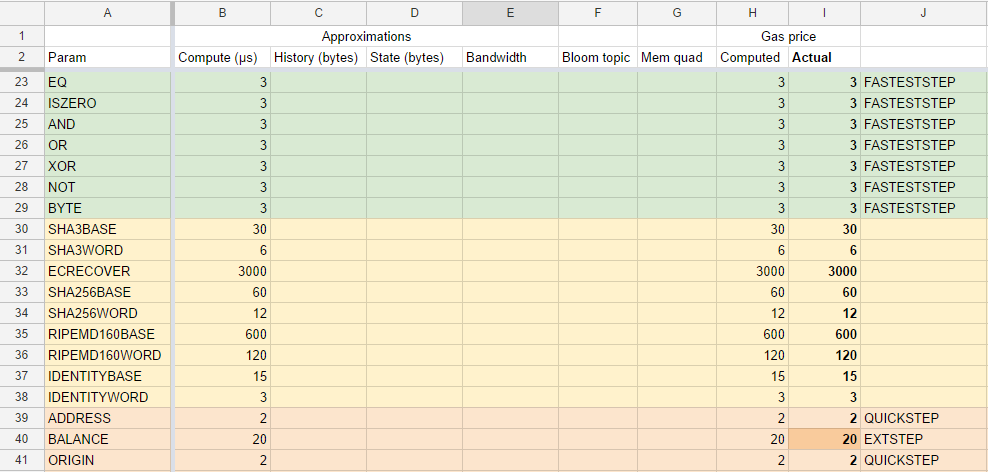 A B C D E F G H I J
1 Approximations Gas price
2 Param Compute (µs) History (bytes) State (bytes) Bandwidth Bloom topic Mem quad Computed Actual
23 EQ 3 3 3 FASTESTSTEP
24 ISZERO 3 3 3 FASTESTSTEP
25 AND 3 3 3 FASTESTSTEP
26 OR 3 3 3 FASTESTSTEP
27 XOR 3 3 3 FASTESTSTEP
28 NOT 3 3 3 FASTESTSTEP
29 BYTE 3 3 3 FASTESTSTEP
30 SHA3BASE 30 30 30
31 SHA3WORD 6 6 6
32 ECRECOVER 3000 3000 3000
33 SHA256BASE 60 60 60
34 SHA256WORD 12 12 12
35 RIPEMD160BASE 600 600 600
36 RIPEMD160WORD 120 120 120
37 IDENTITYBASE 15 15 15
38 IDENTITYWORD 3 3 3
39 ADDRESS 2 2 2 QUICKSTEP
40 BALANCE 20 20 20 EXTSTEP
41 ORIGIN 2 2 2 QUICKSTEP